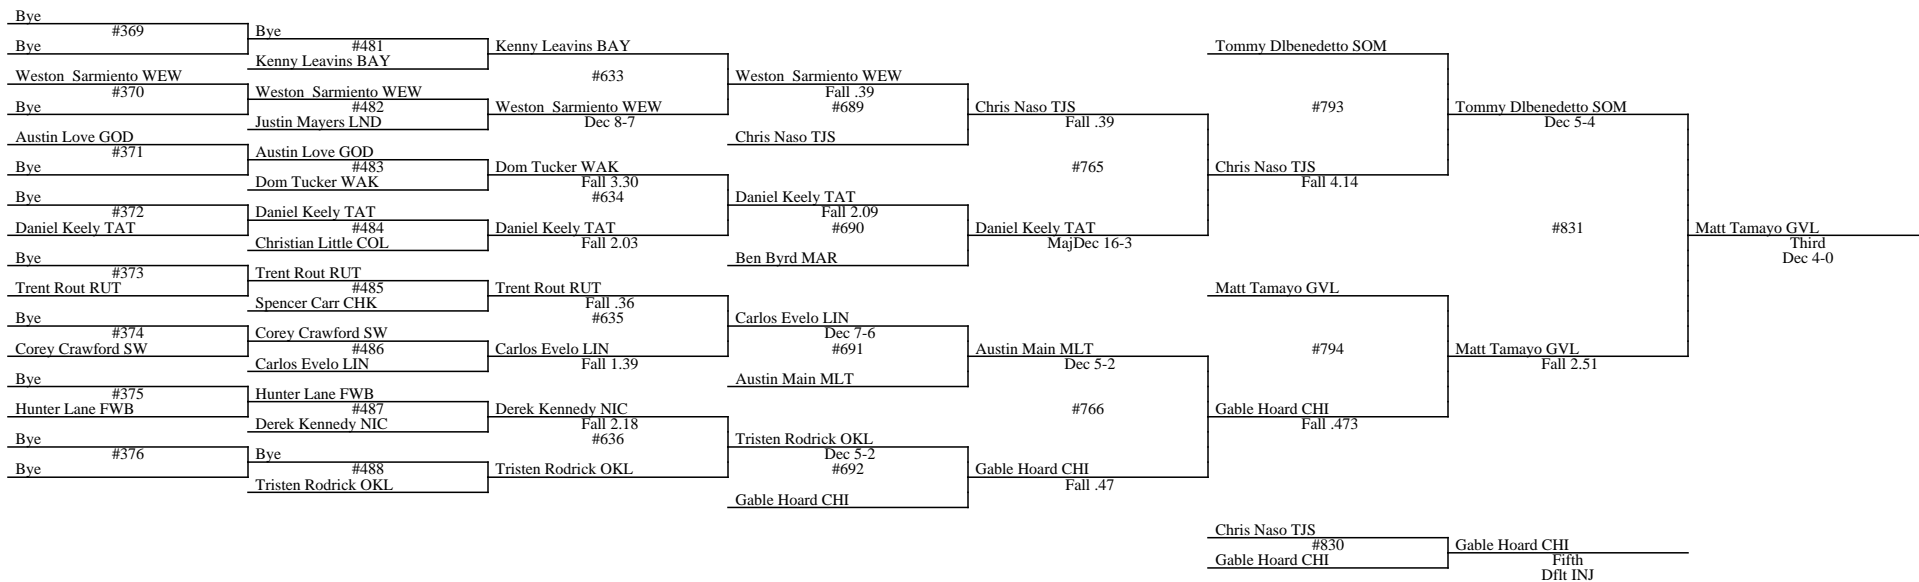 Bye
#369
Bye
Weston Sarmiento WEW
#370
Bye
Austin Love GOD
#371
Bye
Bye
#372
Daniel Keely TAT
Bye
#373
Trent Rout RUT
Bye
#374
Corey Crawford SW
Bye
#375
Hunter Lane FWB
Bye
#376
Bye
Bye
#481
Kenny Leavins BAY
Weston Sarmiento WEW
#482
Justin Mayers LND
Austin Love GOD
#483
Dom Tucker WAK
Daniel Keely TAT
#484
Christian Little COL
Trent Rout RUT
#485
Spencer Carr CHK
Corey Crawford SW
#486
Carlos Evelo LIN
Hunter Lane FWB
#487
Derek Kennedy NIC
Bye
#488
Tristen Rodrick OKL
Kenny Leavins BAY
#633
Weston Sarmiento WEW
Dec 8-7
Dom Tucker WAK
Fall 3.30
#634
Daniel Keely TAT
Fall 2.03
Trent Rout RUT
Fall .36
#635
Carlos Evelo LIN
Fall 1.39
Derek Kennedy NIC
Fall 2.18
#636
Tristen Rodrick OKL
Weston Sarmiento WEW
Fall .39
#689
Chris Naso TJS
Daniel Keely TAT
Fall 2.09
#690
Ben Byrd MAR
Carlos Evelo LIN
Dec 7-6
#691
Austin Main MLT
Tristen Rodrick OKL
Dec 5-2
#692
Gable Hoard CHI
Chris Naso TJS
Fall .39
#765
Daniel Keely TAT
MajDec 16-3
Austin Main MLT
Dec 5-2
#766
Gable Hoard CHI
Fall .47
Tommy Dlbenedetto SOM
#793
Chris Naso TJS
Fall 4.14
Matt Tamayo GVL
#794
Gable Hoard CHI
Fall .473
Tommy Dlbenedetto SOM
Dec 5-4
#831
Matt Tamayo GVL
Fall 2.51
Matt Tamayo GVL
Third
Dec 4-0
Chris Naso TJS
#830
Gable Hoard CHI
Gable Hoard CHI
Fifth
Dflt INJ